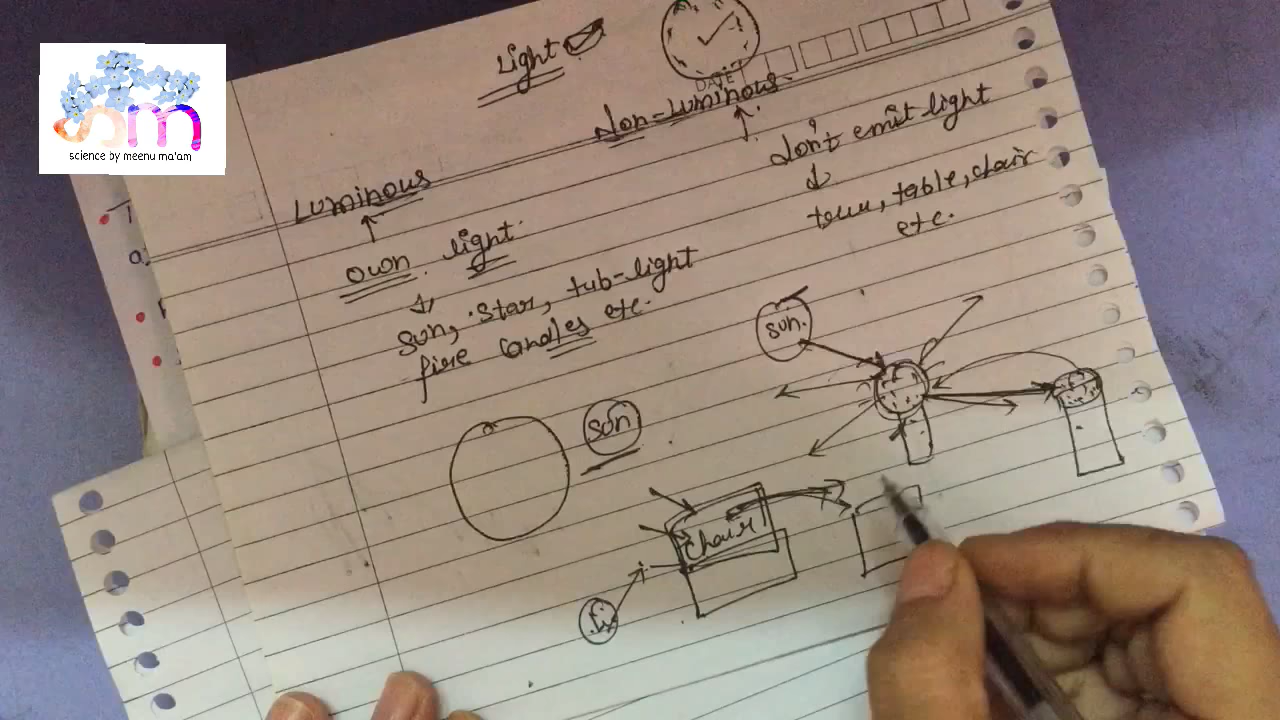 science by meenu ma'am
Light
DATE
Non-Luminous
don't emit light
table, chair
etc.
Luminous
own light
sun, star, tub-light
fire candles etc.
sun.
sun
chair